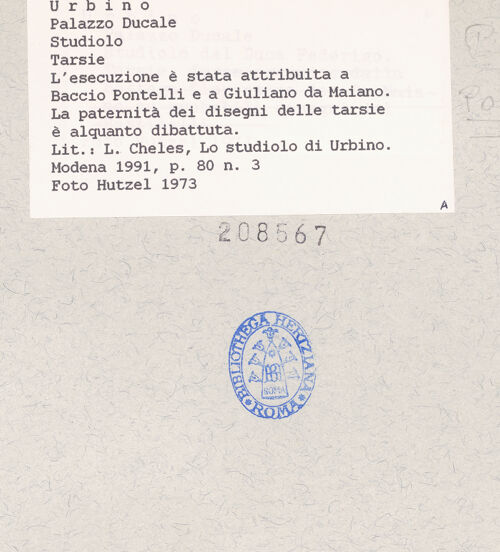 Urbino
Palazzo Ducale
Studiolo
Tarsie
L'esecuzione è stata attribuita a
Baccio Pontelli e a Giuliano da Maiano.
La paternità dei disegni delle tarsie
è alquanto dibattuta.
Lit.: L. Cheles, Lo studiolo di Urbino.
Modena 1991, p. 80 n. 3
Foto Hutzel 1973
A
208567
BIBLIOTHECA HERTZIANA
ROMA
ROMA